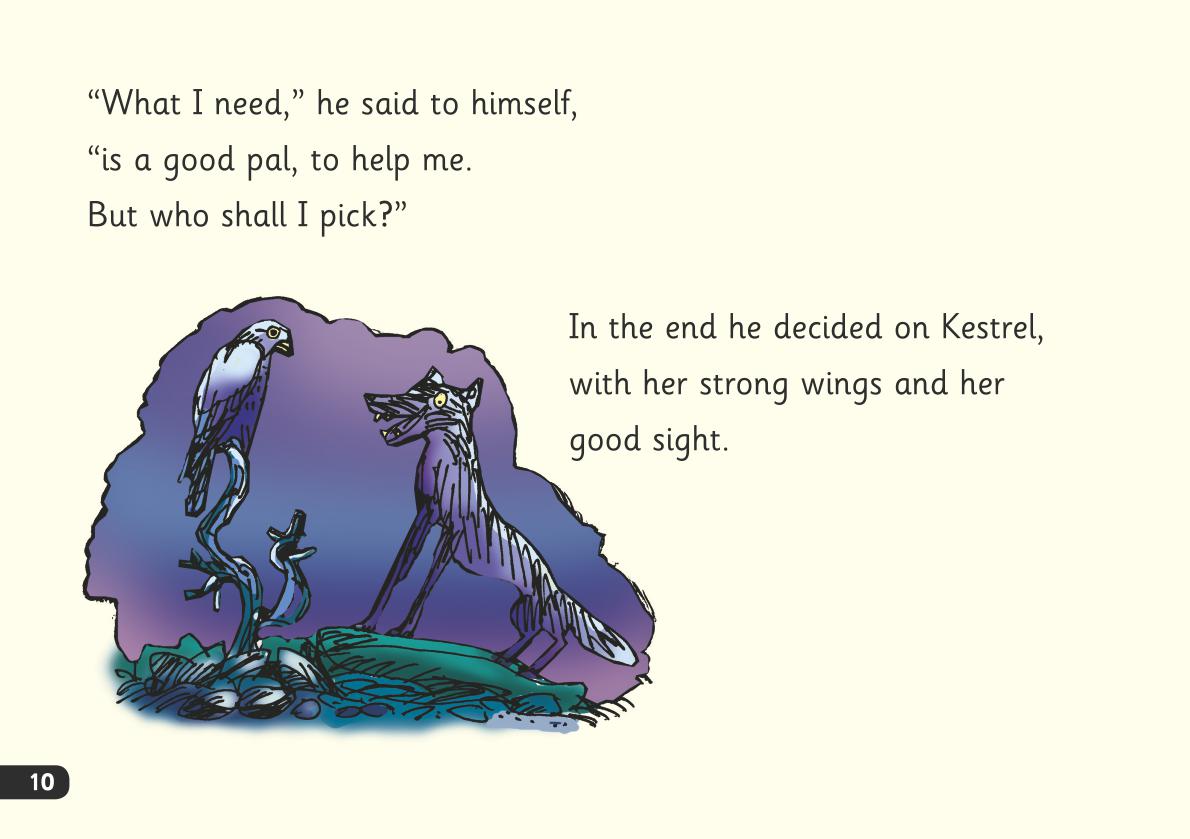 “What I need,” he said to himself,
“is a good pal, to help me.
But who shall I pick?”
In the end he decided on Kestrel,
with her strong wings and her
good sight.
10